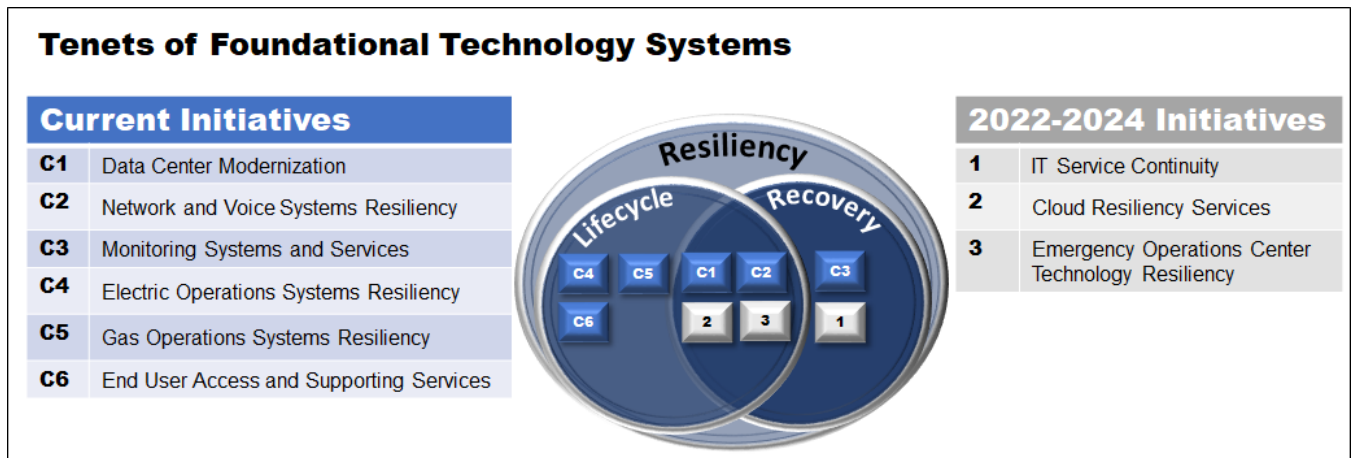 Tenets of Foundational Technology Systems
Current Initiatives
C1 Data Center Modernization
C2 Network and Voice Systems Resiliency
C3 Monitoring Systems and Services
C4 Electric Operations Systems Resiliency
C5 Gas Operations Systems Resiliency
C6 End User Access and Supporting Services
Resiliency
Lifecycle
Recovery
C4 C5 C1 C2 C3
C6 2 3 1
2022-2024 Initiatives
1 IT Service Continuity
2 Cloud Resiliency Services
3 Emergency Operations Center
Technology Resiliency